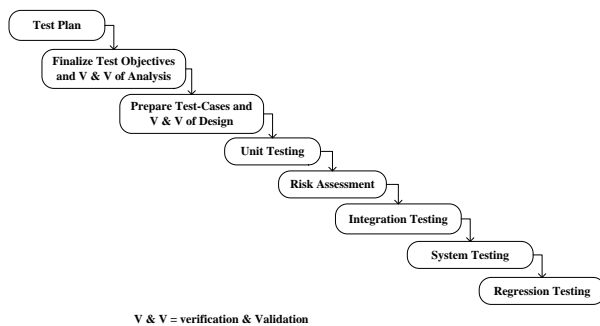 Test Plan
Finalize Test Objectives
and V & V of Analysis
Prepare Test-Cases and
V & V of Design
Unit Testing
Risk Assessment
Integration Testing
System Testing
Regression Testing
V & V = verification & Validation